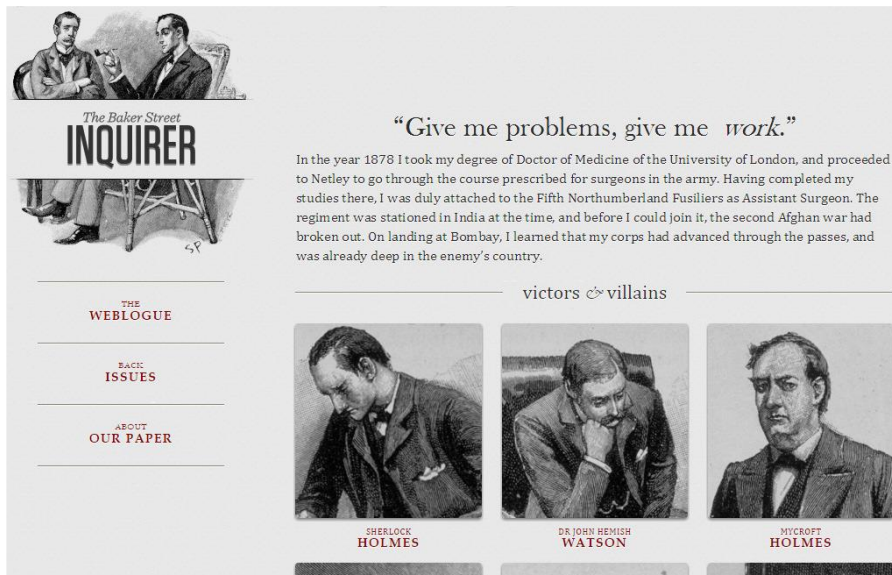 The Baker Street
INQUIRER
SP
THE
WEBLOGUE
BACK
ISSUES
ABOUT
OUR PAPER
“Give me problems, give me work.”
In the year 1878 I took my degree of Doctor of Medicine of the University of London, and proceeded
to Netley to go through the course prescribed for surgeons in the army. Having completed my
studies there, I was duly attached to the Fifth Northumberland Fusiliers as Assistant Surgeon. The
regiment was stationed in India at the time, and before I could join it, the second Afghan war had
broken out. On landing at Bombay, I learned that my corps had advanced through the passes, and
was already deep in the enemy’s country.
victors & villains
SHERLOCK
HOLMES
DR JOHN HEMISH
WATSON
MYCROFT
HOLMES